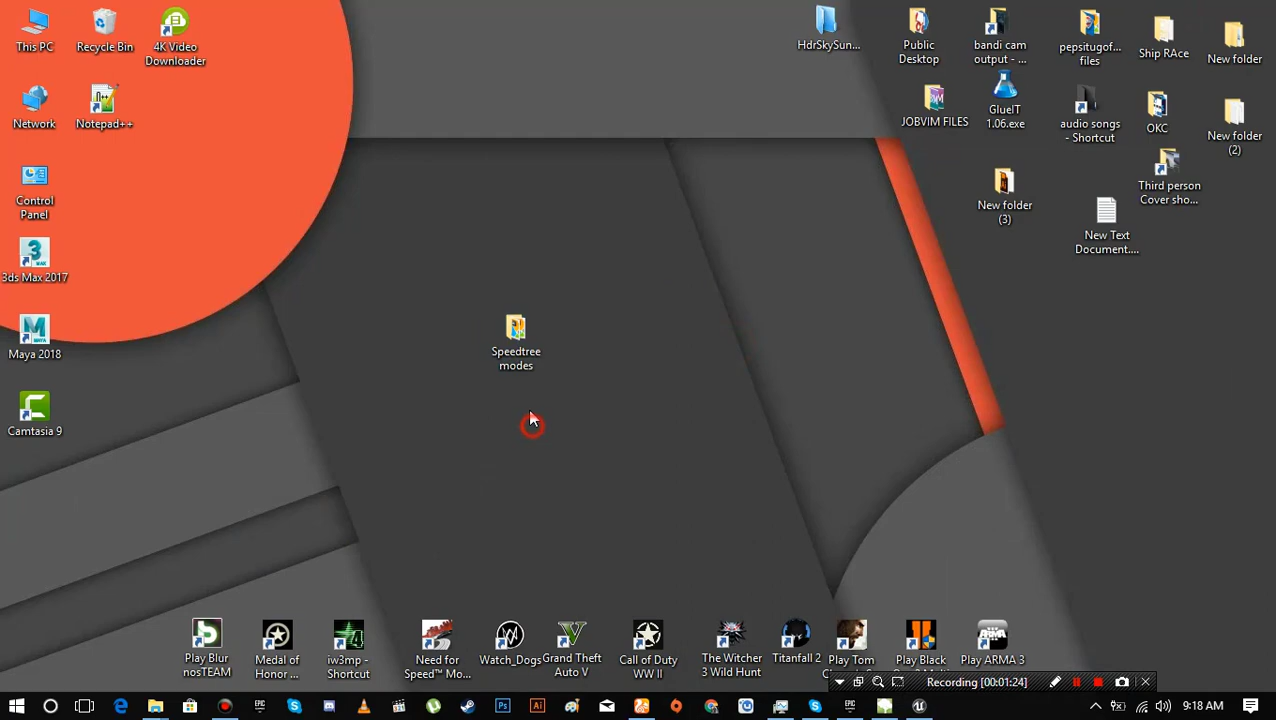 This PC
Recycle Bin
4K Video
Downloader
Network
Notepad++
Control
Panel
3ds Max 2017
Maya 2018
Camtasia 9
HdrSkySun...
Public
Desktop
bandi cam
output - ...
pepsitugof...
files
Ship RAce
New folder
JOBVIM FILES
GlueIT
1.06.exe
audio songs
- Shortcut
OKC
New folder
(2)
New folder
(3)
Third person
Cover sho...
New Text
Document....
Speedtree
modes
Play Blur
noSTEAM
Medal of
Honor ...
iw3mp -
Shortcut
Need for
Speed™ Mo...
Watch_Dogs
Grand Theft
Auto V
Call of Duty
WW II
The Witcher
3 Wild Hunt
Titanfall 2
Play Tom
Play Black
Play ARMA 3
Recording [00:01:24]
9:18 AM